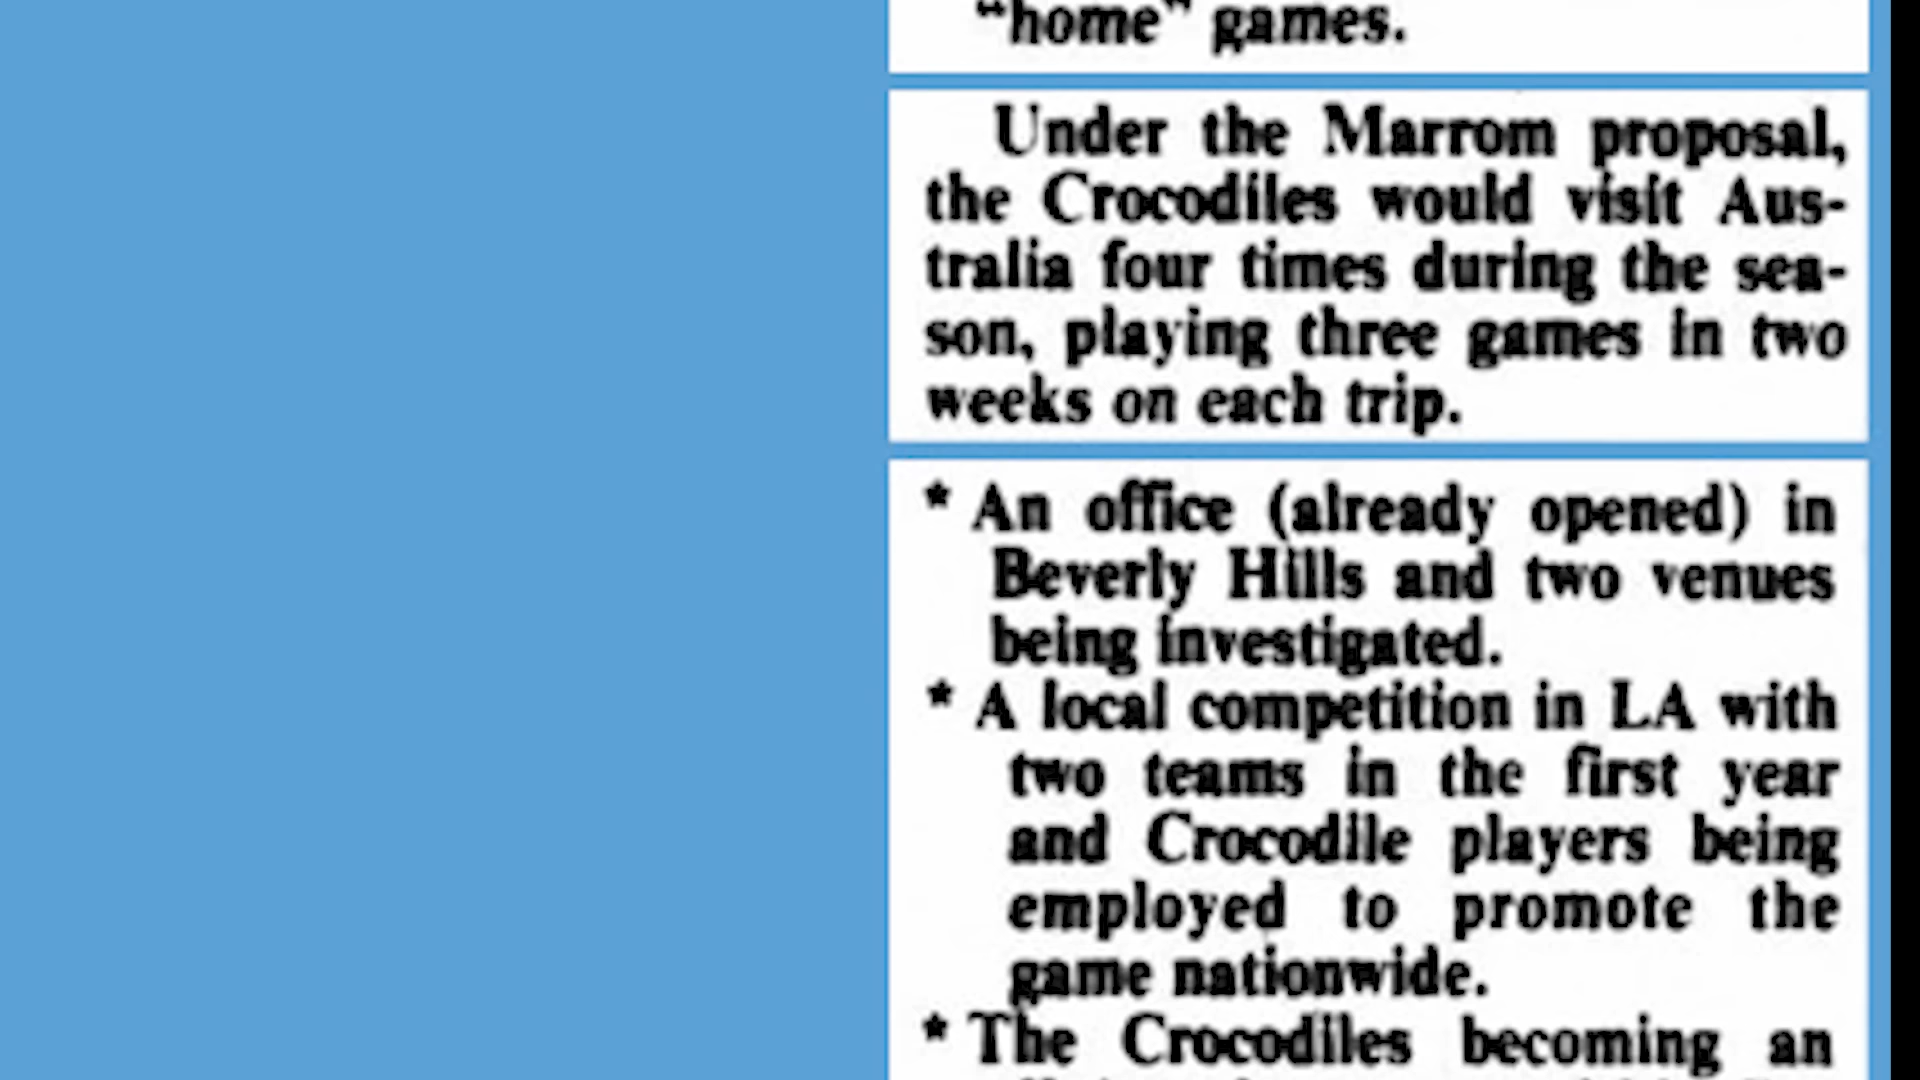 “home” games.
Under the Marrom proposal,
the Crocodiles would visit Aus-
tralia four times during the sea-
son, playing three games in two
weeks on each trip.
* An office (already opened) in
Beverly Hills and two venues
being investigated.
* A local competition in LA with
two teams in the first year
and Crocodile players being
employed to promote the
game nationwide.
* The Crocodiles becoming an